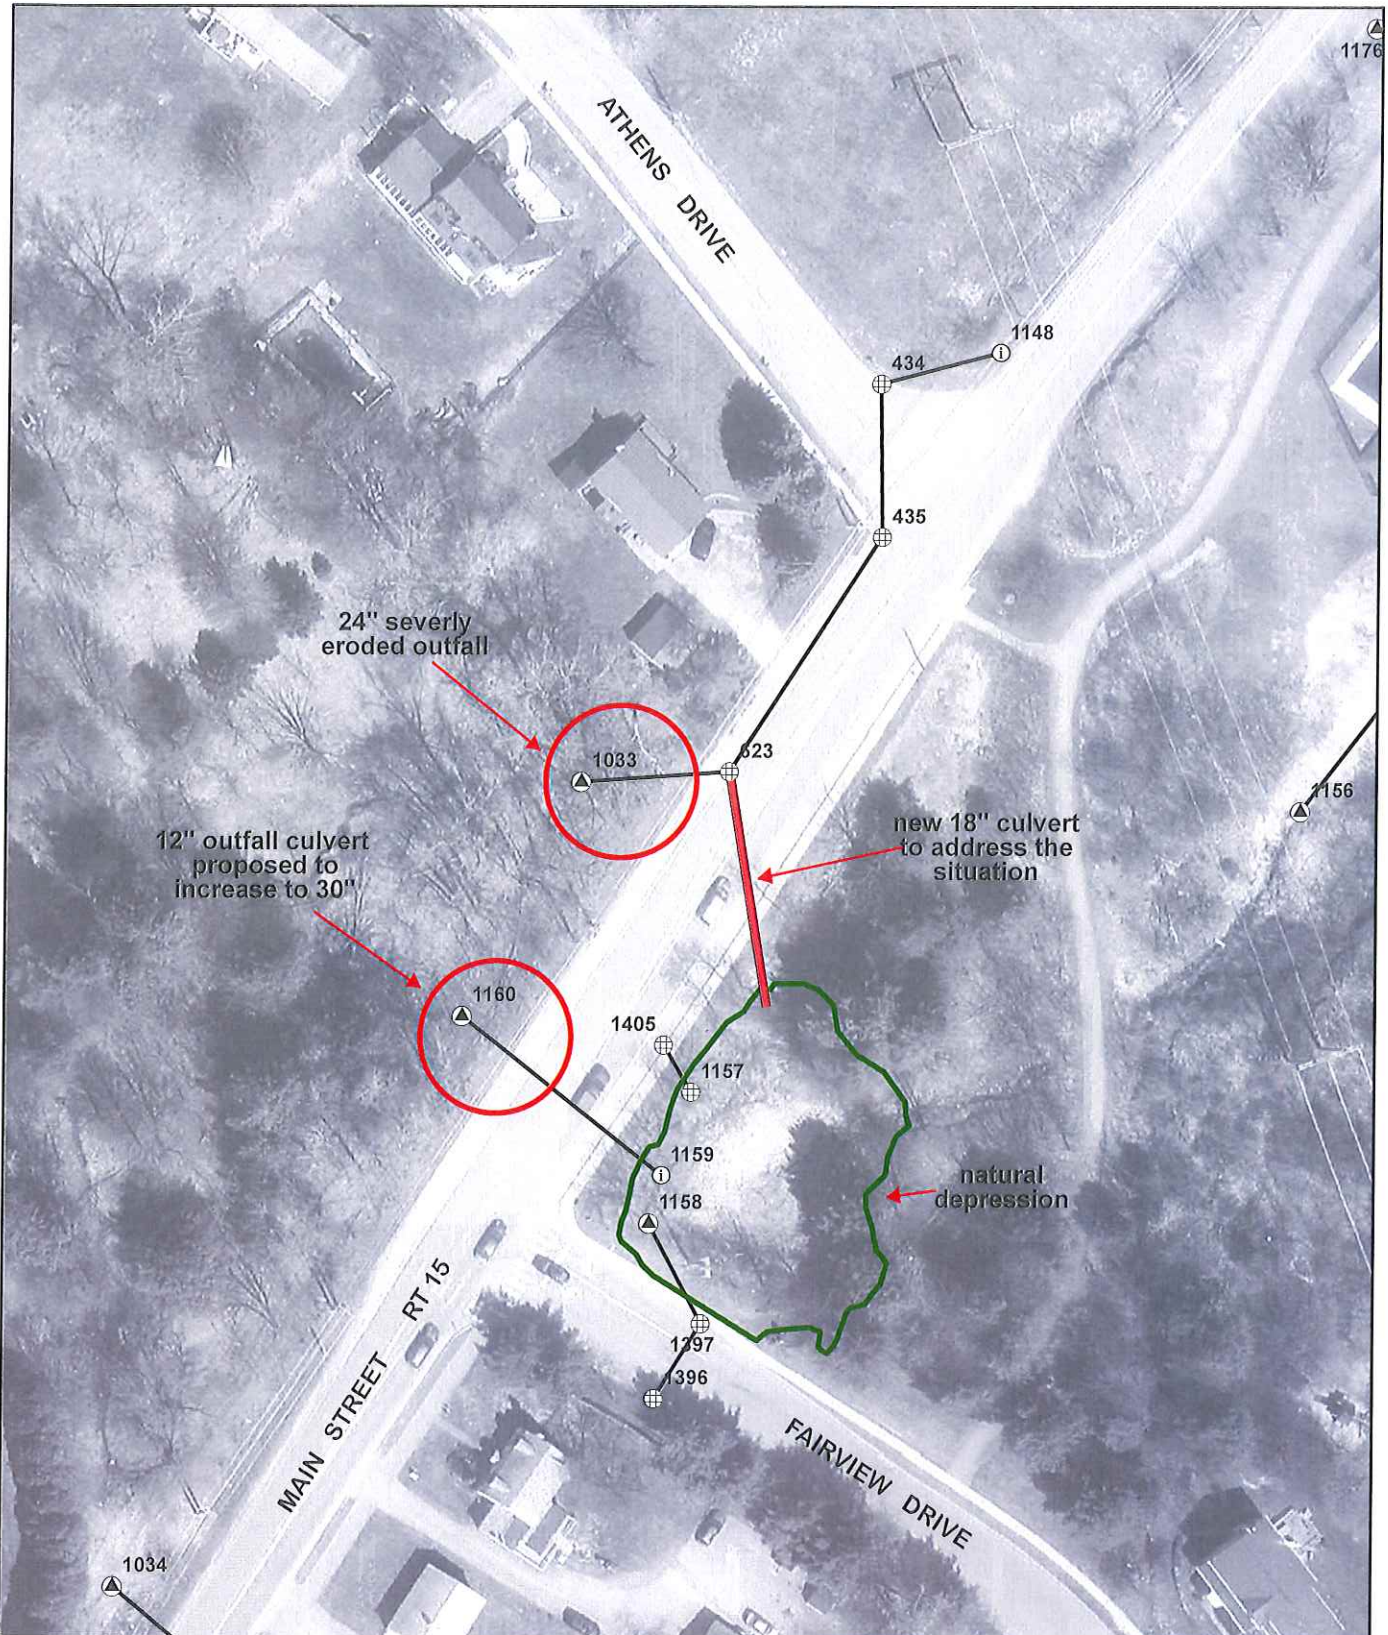 1176
ATHENS DRIVE
1148
434
435
24" severly
eroded outfall
1033
623
1156
new 18" culvert
to address the
situation
12" outfall culvert
proposed to
increase to 30"
1160
1405
1157
1159
1158
natural
depression
MAIN STREET RT 15
1397
1396
FAIRVIEW DRIVE
1034